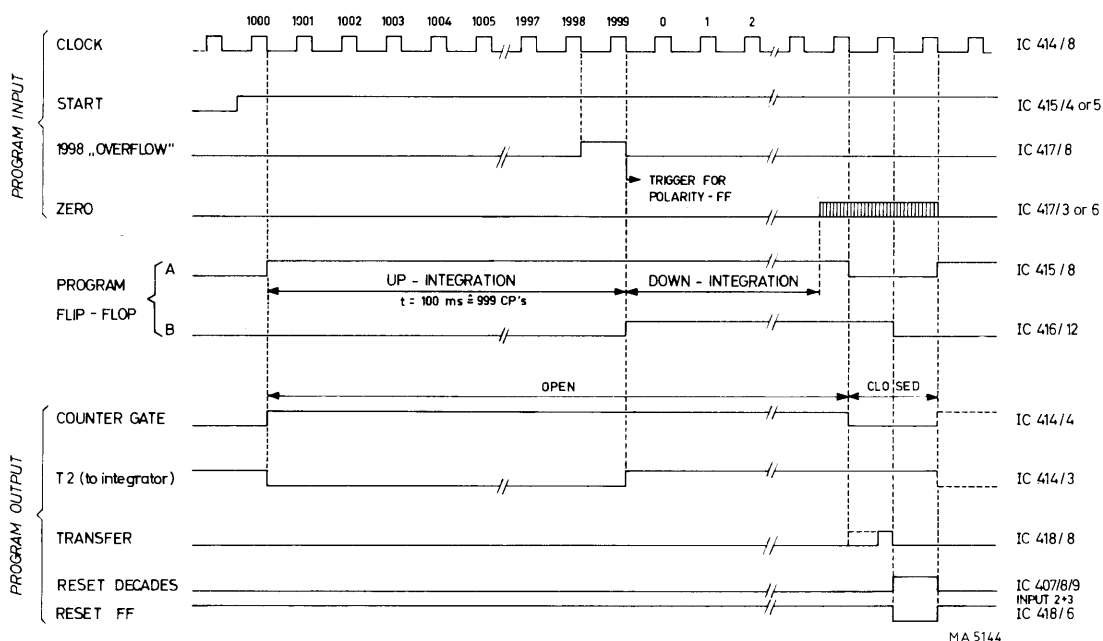 1000 1001 1002 1003 1004 1005 1997 1998 1999 0 1 2
PROGRAM INPUT
CLOCK
IC 414/8
START
IC 415/4 or 5
1998 „OVERFLOW"
IC 417/8
TRIGGER FOR
POLARITY - FF
ZERO
IC 417/3 or 6
PROGRAM
FLIP - FLOP
A
IC 415/8
UP - INTEGRATION
DOWN - INTEGRATION
t = 100 ms ≙ 999 CP's
B
IC 416/12
OPEN
CLOSED
PROGRAM OUTPUT
COUNTER GATE
IC 414/4
T 2 (to integrator)
IC 414/3
TRANSFER
IC 418/8
RESET DECADES
IC 407/8/9
INPUT 2+3
RESET FF
IC 418/6
MA 5144